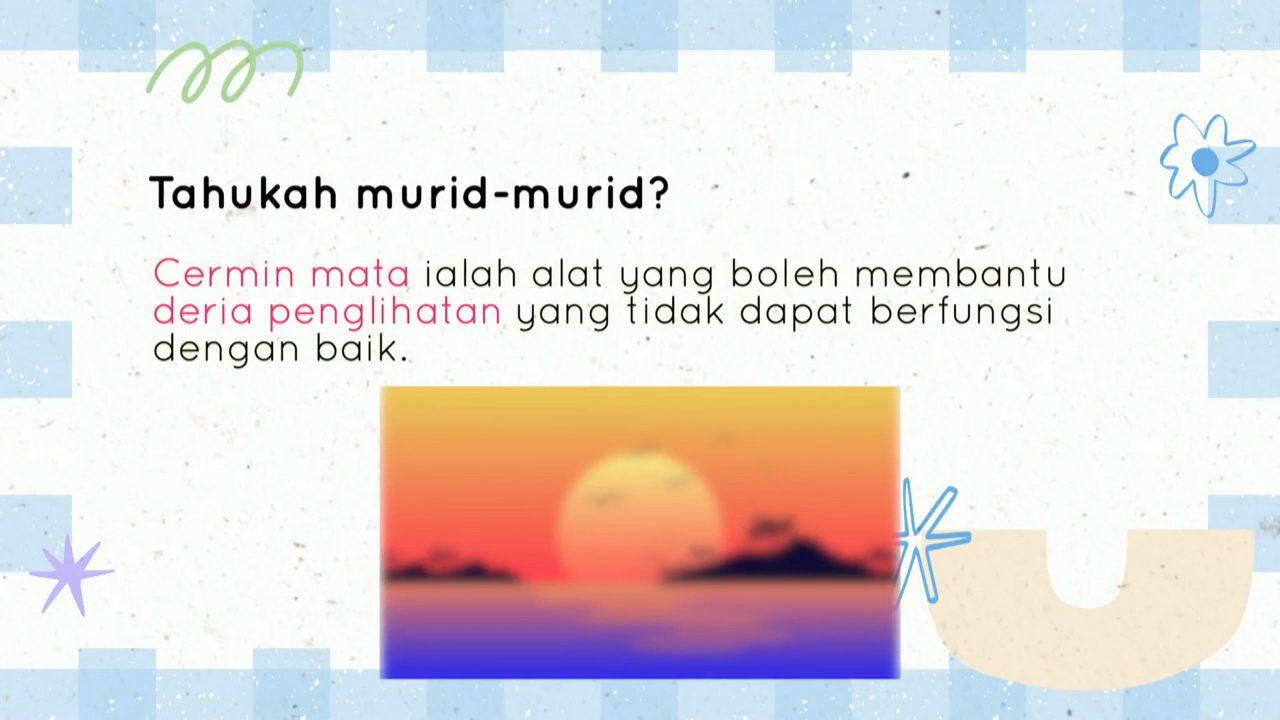 Tahukah murid-murid?
Cermin mata ialah alat yang boleh membantu
deria penglihatan yang tidak dapat berfungsi
dengan baik.